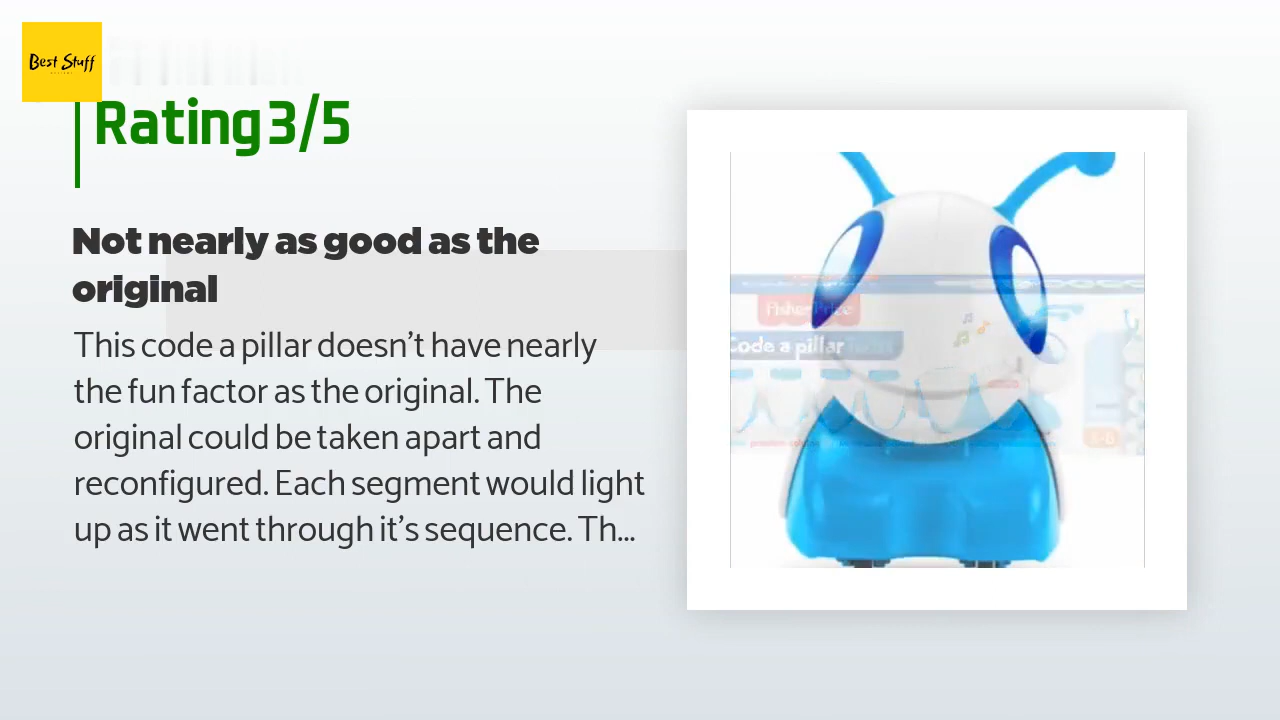 Best Stuff
Rating 3/5
Not nearly as good as the
original
This code a pillar doesn't have nearly
the fun factor as the original. The
original could be taken apart and
reconfigured. Each segment would light
up as it went through it's sequence. Th...
Fisher-Price
Code a pillar